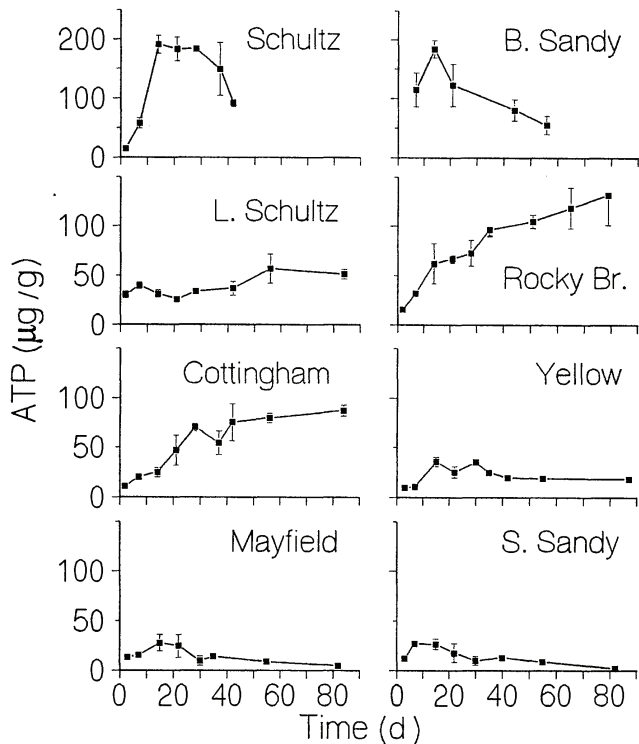 Schultz
B. Sandy
200
100
0
L. Schultz
Rocky Br.
100
50
0
Cottingham
Yellow
100
50
0
Mayfield
S. Sandy
100
50
0
ATP (µg/g)
0 20 40 60 80
0 20 40 60 80
Time (d)